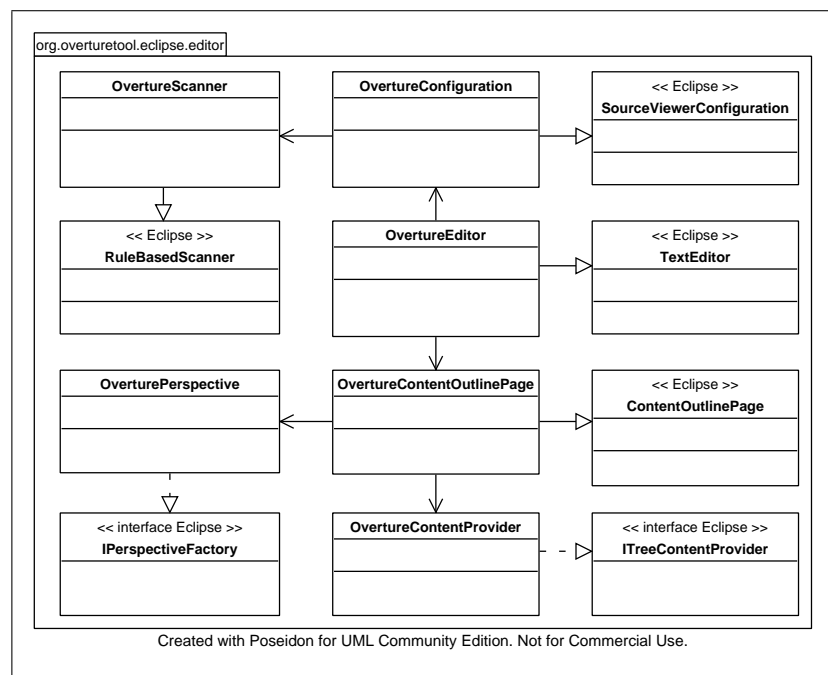 org.overturetool.eclipse.editor
OvertureScanner
OvertureConfiguration
<< Eclipse >>
SourceViewerConfiguration
<< Eclipse >>
RuleBasedScanner
OvertureEditor
<< Eclipse >>
TextEditor
OverturePerspective
OvertureContentOutlinePage
<< Eclipse >>
ContentOutlinePage
<< interface Eclipse >>
IPerspectiveFactory
OvertureContentProvider
<< interface Eclipse >>
ITreeContentProvider
Created with Poseidon for UML Community Edition. Not for Commercial Use.